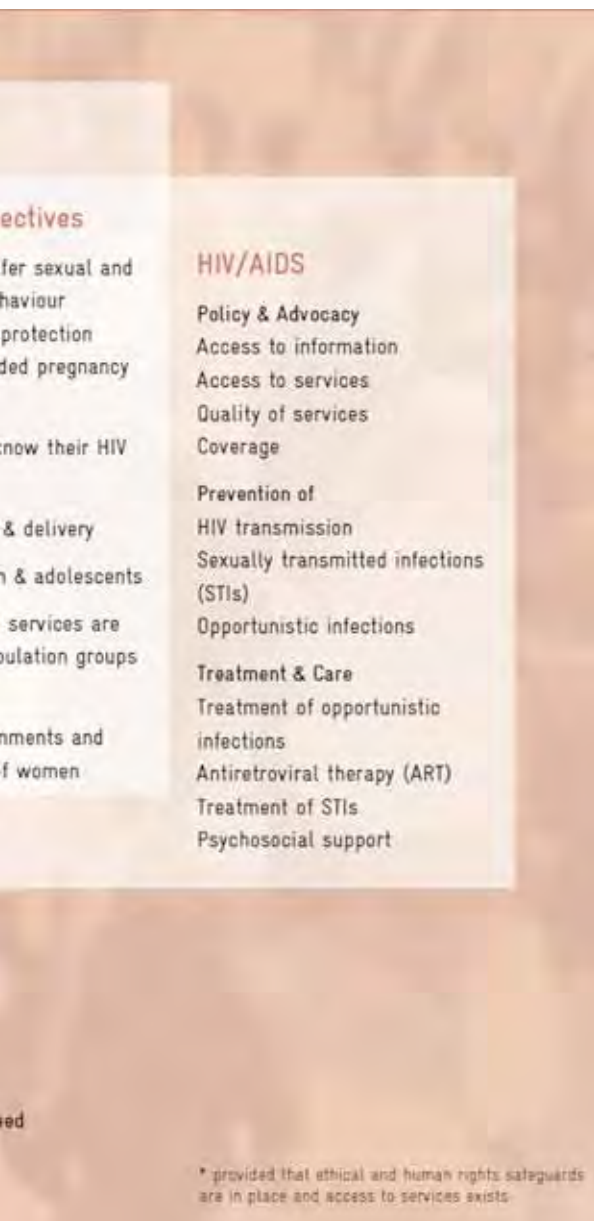 ectives
fer sexual and
haviour
protection
ded pregnancy
know their HIV
& delivery
n & adolescents
services are
pulation groups
nments and
f women
HIV/AIDS
Policy & Advocacy
Access to information
Access to services
Quality of services
Coverage
Prevention of
HIV transmission
Sexually transmitted infections
(STIs)
Opportunistic infections
Treatment & Care
Treatment of opportunistic
infections
Antiretroviral therapy (ART)
Treatment of STIs
Psychosocial support
eed
* provided that ethical and human rights safeguards
are in place and access to services exists